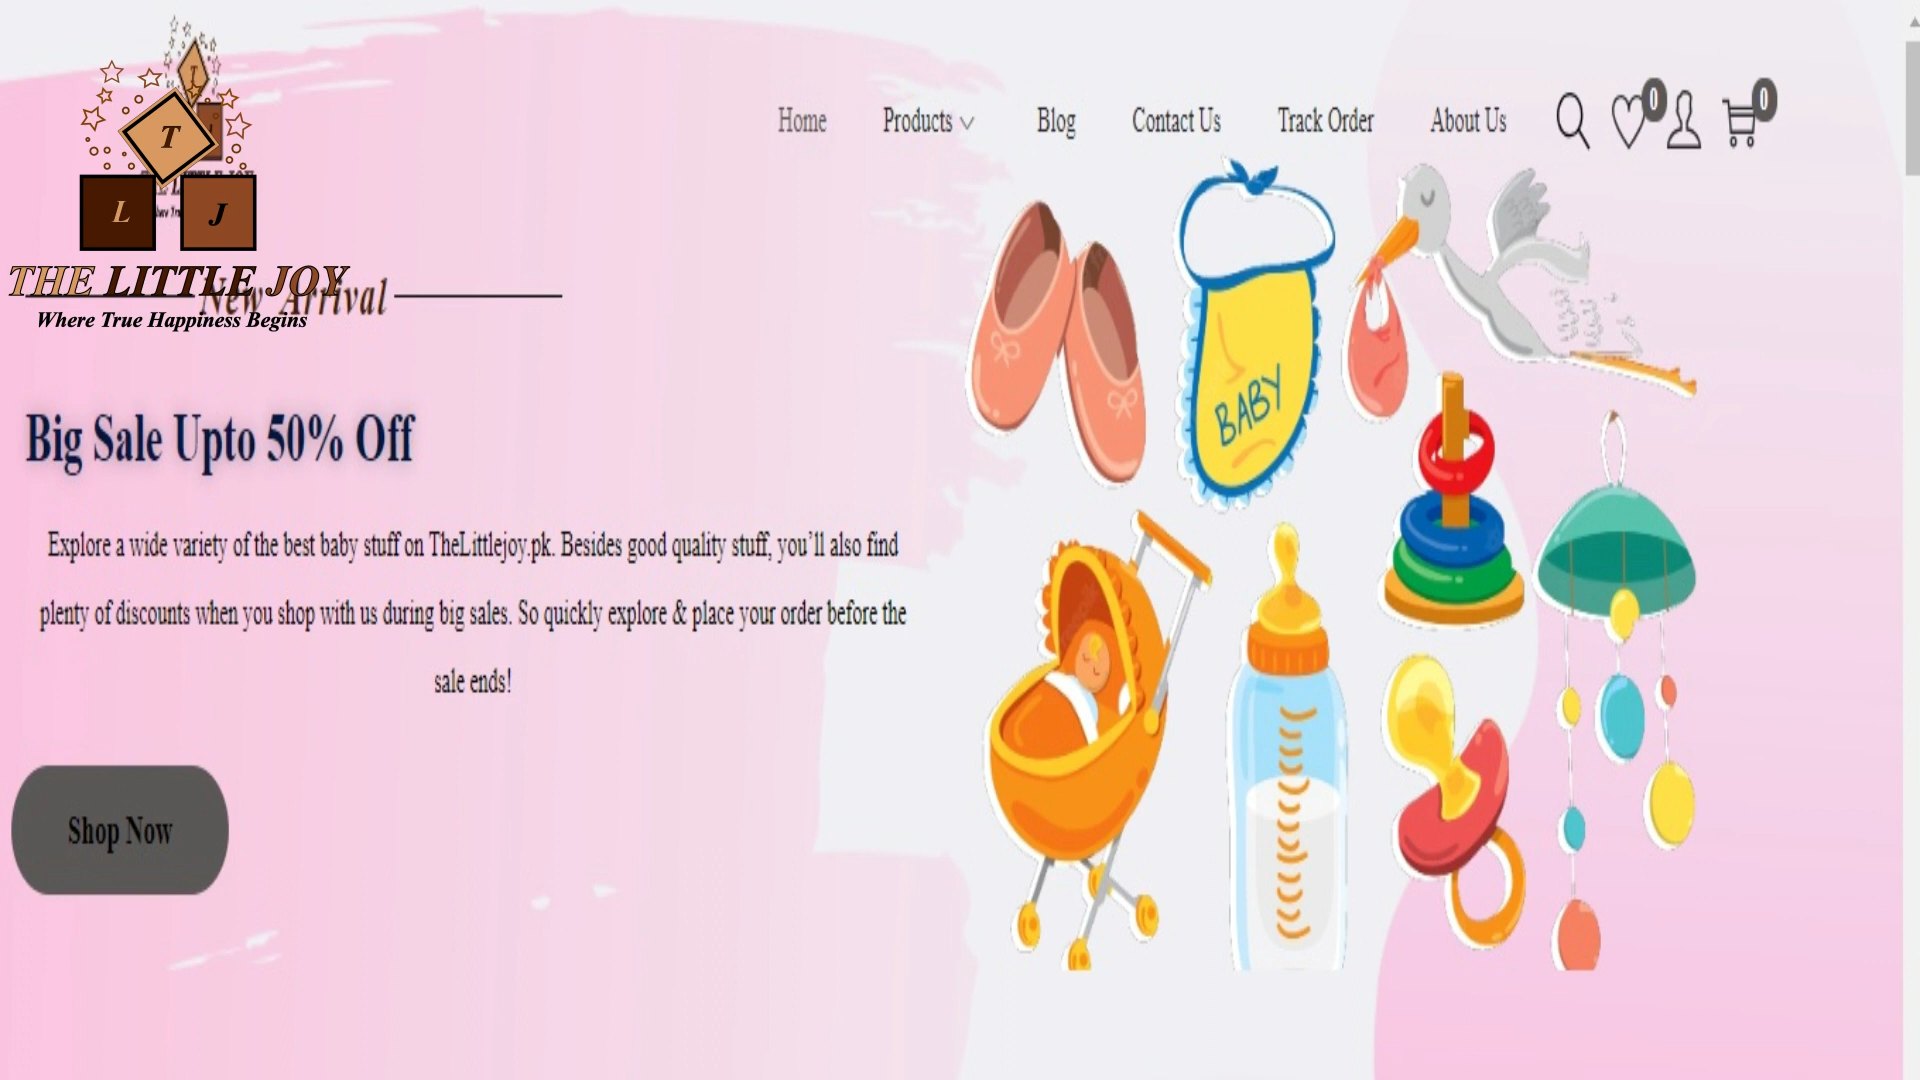 Home Products Blog Contact Us Track Order About Us 0 0
T
L J
THE LITTLE JOY
Where True Happiness Begins
New Arrival
Big Sale Upto 50% Off
Explore a wide variety of the best baby stuff on TheLittlejoy.pk. Besides good quality stuff, you’ll also find
plenty of discounts when you shop with us during big sales. So quickly explore & place your order before the
sale ends!
Shop Now
BABY